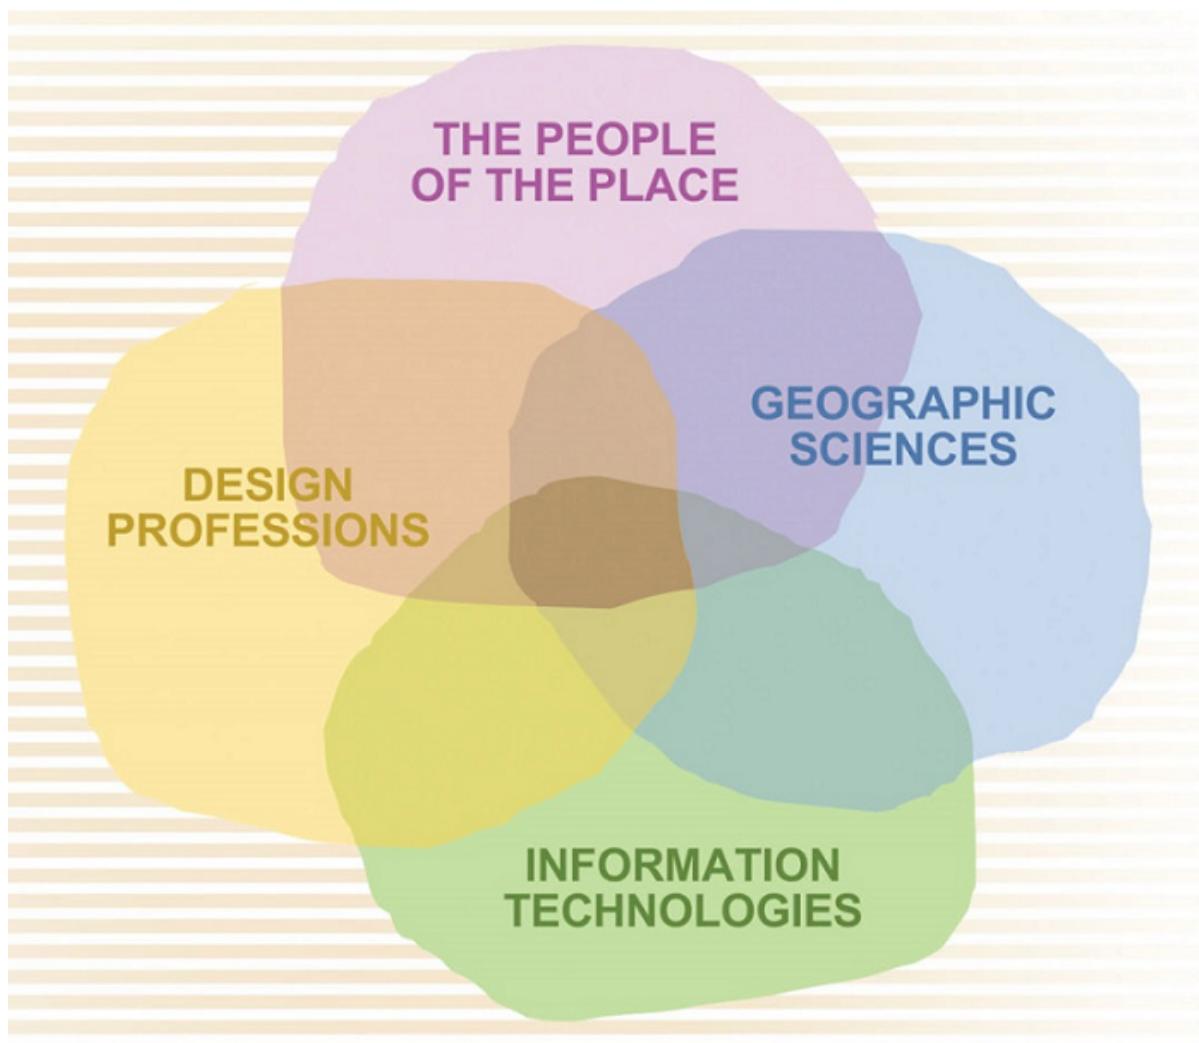 THE PEOPLE
OF THE PLACE
GEOGRAPHIC
SCIENCES
DESIGN
PROFESSIONS
INFORMATION
TECHNOLOGIES